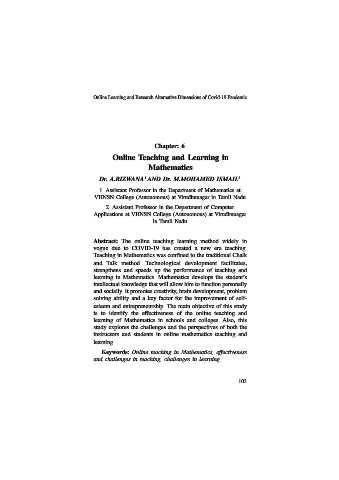 Online Learning and Research Alternative Dimensions of Covid-19 Pandemic
Chapter: 6
Online Teaching and Learning in
Mathematics
Dr. A.RIZWANA¹ AND Dr. M.MOHAMED ISMAIL²
1 Assistant Professor in the Department of Mathematics at
VHNSN College (Autonomous) at Virudhunagar in Tamil Nadu
2 Assistant Professor in the Department of Computer
Applications at VHNSN College (Autonomous) at Virudhunagar
in Tamil Nadu
Abstract: The online teaching learning method widely in
vogue due to COVID-19 has created a new era teaching.
Teaching in Mathematics was confined to the traditional Chalk
and Talk method. Technological development facilitates,
strengthens and speeds up the performance of teaching and
learning in Mathematics. Mathematics develops the student's
intellectual knowledge that will allow him to function personally
and socially. It promotes creativity, brain development, problem
solving ability and a key factor for the improvement of self-
esteem and entrepreneurship. The main objective of this study
is to identify the effectiveness of the online teaching and
learning of Mathematics in schools and colleges. Also, this
study explores the challenges and the perspectives of both the
instructors and students in online mathematics teaching and
learning.
Keywords: Online teaching in Mathematics, effectiveness
and challenges in teaching, challenges in learning
103